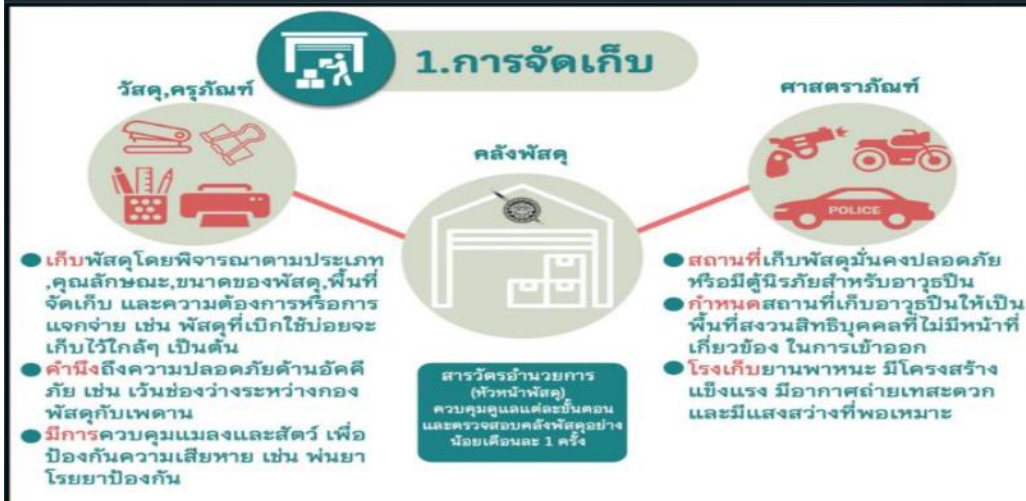 1.การจัดเก็บ
วัสดุ,ครุภัณฑ์
เก็บพัสดุโดยพิจารณาตามประเภท
,คุณลักษณะ,ขนาดของพัสดุ,พื้นที่
จัดเก็บ และความต้องการหรือการ
แจกจ่าย เช่น พัสดุที่เบิกใช้บ่อยจะ
เก็บไว้ใกล้ๆ เป็นต้น
คำนึงถึงความปลอดภัยด้านอัคคี
ภัย เช่น เว้นช่องว่างระหว่างกอง
พัสดุกับเพดาน
มีการควบคุมแมลงและสัตว์ เพื่อ
ป้องกันความเสียหาย เช่น พ่นยา
โรยยาป้องกัน
คลังพัสดุ
สารวัตรอำนวยการ
(หัวหน้าพัสดุ)
ควบคุมดูแลแต่ละขั้นตอน
และตรวจสอบคลังพัสดุอย่าง
น้อยเดือนละ 1 ครั้ง
ศาสตราภัณฑ์
POLICE
สถานที่เก็บพัสดุมั่นคงปลอดภัย
หรือมีตู้นิรภัยสำหรับอาวุธปืน
กำหนดสถานที่เก็บอาวุธปืนให้เป็น
พื้นที่สงวนสิทธิบุคคลที่ไม่มีหน้าที่
เกี่ยวข้อง ในการเข้าออก
โรงเก็บยานพาหนะ มีโครงสร้าง
แข็งแรง มีอากาศถ่ายเทสะดวก
และมีแสงสว่างที่พอเหมาะ